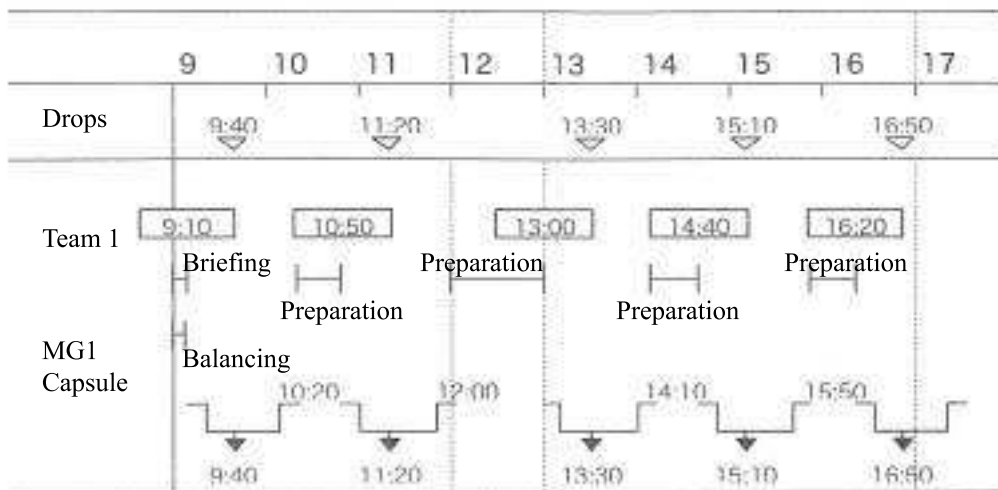 9 10 11 12 13 14 15 16 17
Drops 9:40 11:20 13:30 15:10 16:50
Team 1 9:10 10:50 13:00 14:40 16:20
Briefing Preparation Preparation
Preparation Preparation
MG1
Capsule
Balancing
10:20 12:00 14:10 15:50
9:40 11:20 13:30 15:10 16:50